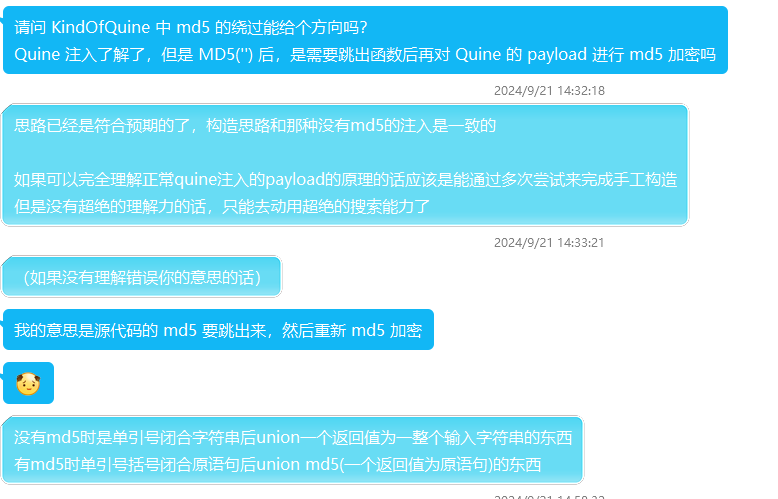 请问 KindOfQuine 中 md5 的绕过能给个方向吗？
Quine 注入了解了，但是 MD5('') 后，是需要跳出函数后再对 Quine 的 payload 进行 md5 加密吗
2024/9/21 14:32:18
思路已经是符合预期的了，构造思路和那种没有md5的注入是一致的
如果可以完全理解正常quine注入的payload的原理的话应该是能通过多次尝试来完成手工构造
但是没有超绝的理解力的话，只能去动用超绝的搜索能力了
2024/9/21 14:33:21
（如果没有理解错误你的意思的话）
我的意思是源代码的 md5 要跳出来，然后重新 md5 加密
没有md5时是单引号闭合字符串后union一个返回值为一整个输入字符串的东西
有md5时单引号括号闭合原语句后union md5(一个返回值为原语句)的东西